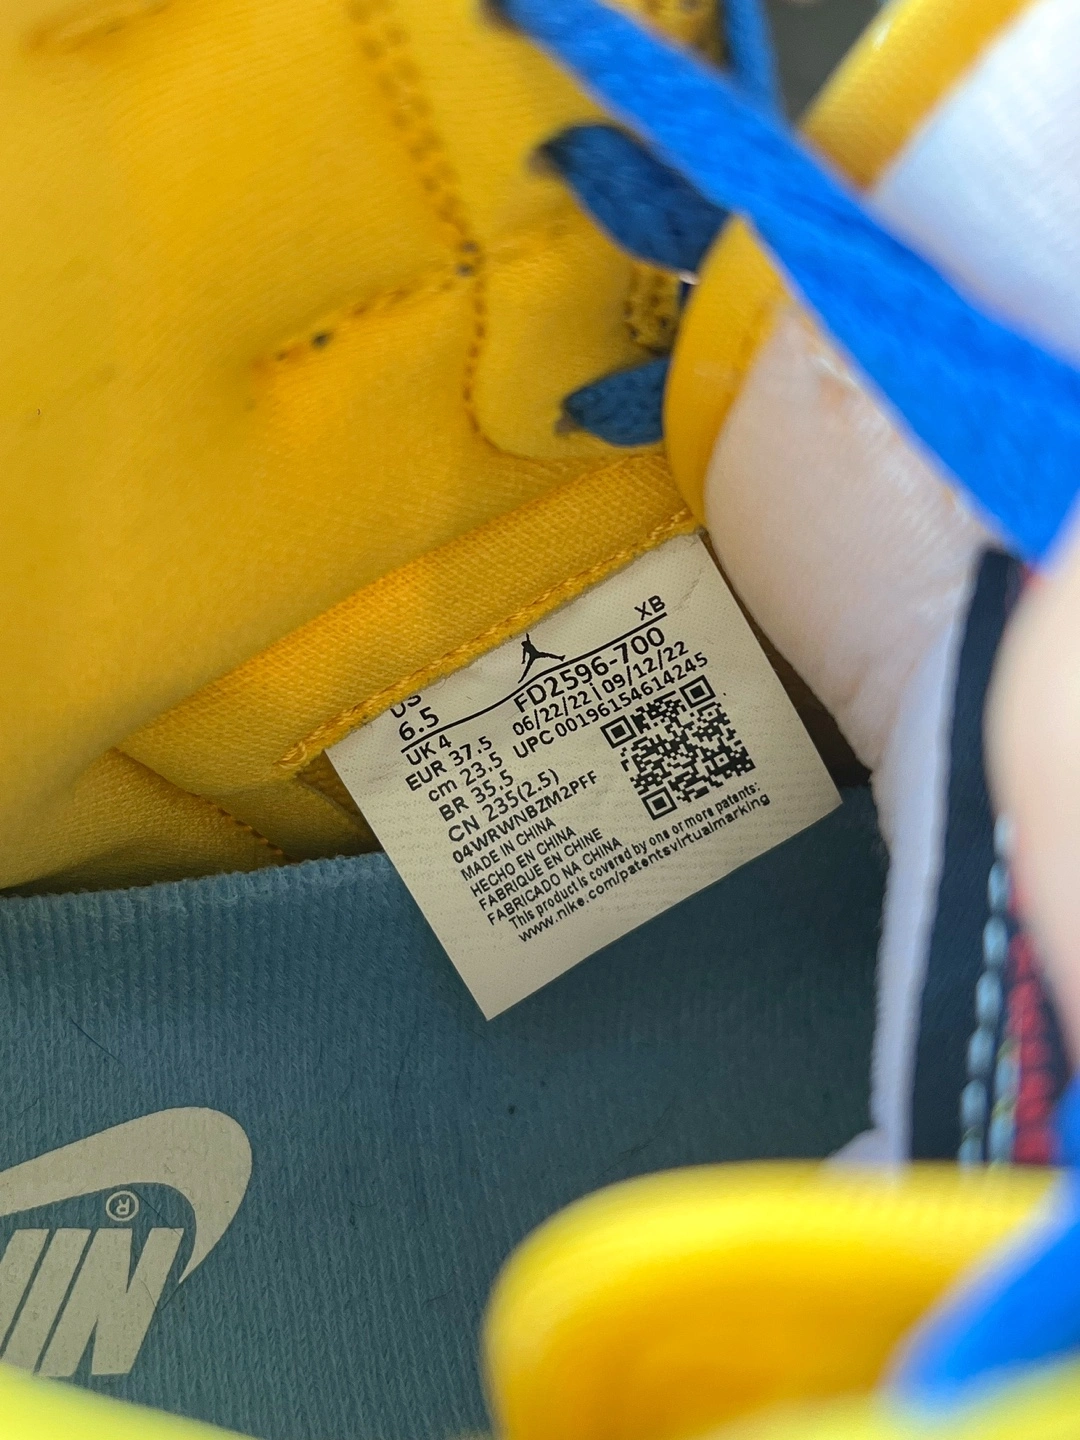 XB
US
6.5
FD2596-700
06/22/22 | 09/12/22
UPC 00196154614245
UK 4
EUR 37.5
cm 23.5
BR 35.5
CN 235(2.5)
04WRWNBZM2PFF
MADE IN CHINA
HECHO EN CHINA
FABRIQUE EN CHINE
FABRICADO NA CHINA
This product is covered by one or more patents:
www.nike.com/patentsvirtualmarking
®
NI